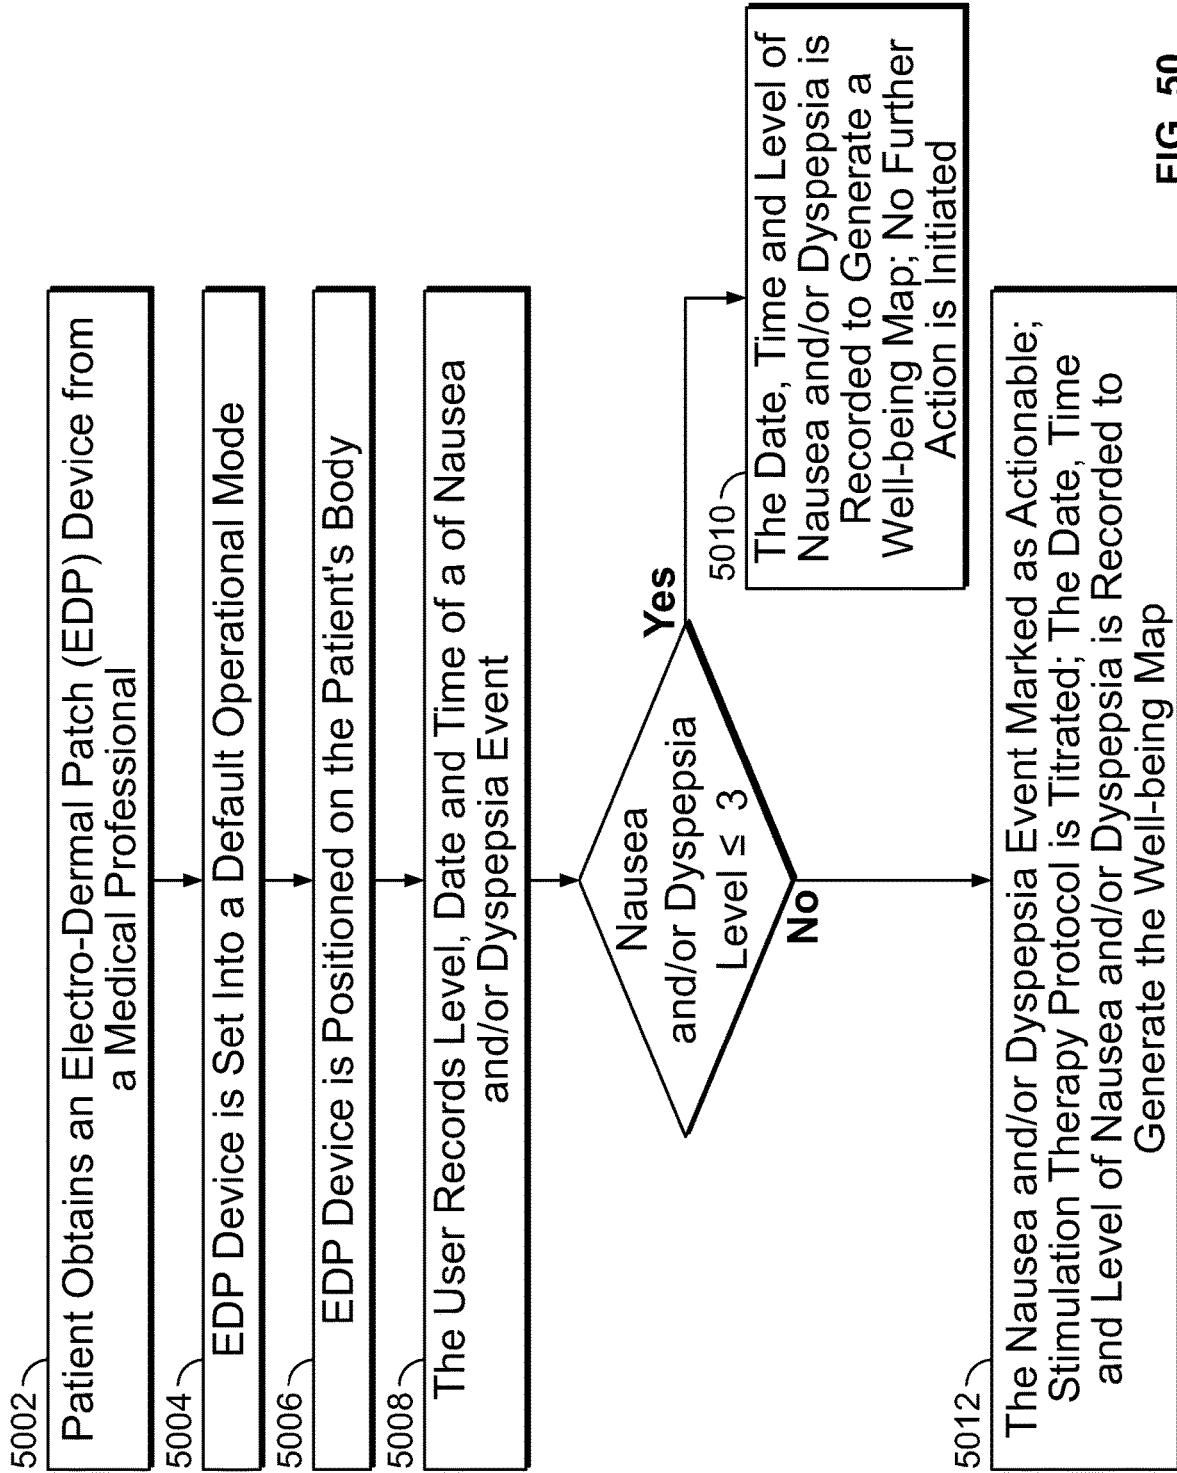 5002
Patient Obtains an Electro-Dermal Patch (EDP) Device from
a Medical Professional
5004
EDP Device is Set Into a Default Operational Mode
5006
EDP Device is Positioned on the Patient's Body
5008
The User Records Level, Date and Time of a of Nausea
and/or Dyspepsia Event
Nausea
and/or Dyspepsia
Level ≤ 3
Yes
No
5010
The Date, Time and Level of
Nausea and/or Dyspepsia is
Recorded to Generate a
Well-being Map; No Further
Action is Initiated
5012
The Nausea and/or Dyspepsia Event Marked as Actionable;
Stimulation Therapy Protocol is Titrated; The Date, Time
and Level of Nausea and/or Dyspepsia is Recorded to
Generate the Well-being Map
FIG. 50